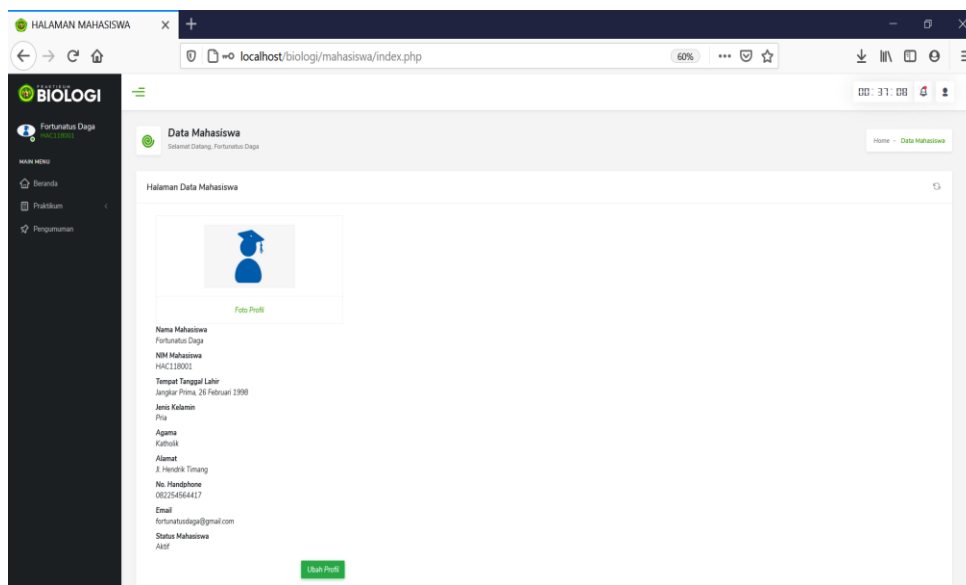 HALAMAN MAHASISWA
localhost/biologi/mahasiswa/index.php
60%
PRAKTIKUM
BIOLOGI
00:37:08
Fortunatus Daga
HAC118001
MAIN MENU
Beranda
Praktikum
Pengumuman
Data Mahasiswa
Selamat Datang, Fortunatus Daga
Home – Data Mahasiswa
Halaman Data Mahasiswa
Foto Profil
Nama Mahasiswa
Fortunatus Daga
NIM Mahasiswa
HAC118001
Tempat Tanggal Lahir
Jangkar Prima, 26 Februari 1998
Jenis Kelamin
Pria
Agama
Katholik
Alamat
Jl. Hendrik Timang
No. Handphone
082254564417
Email
fortunatusdaga@gmail.com
Status Mahasiswa
Aktif
Ubah Profil